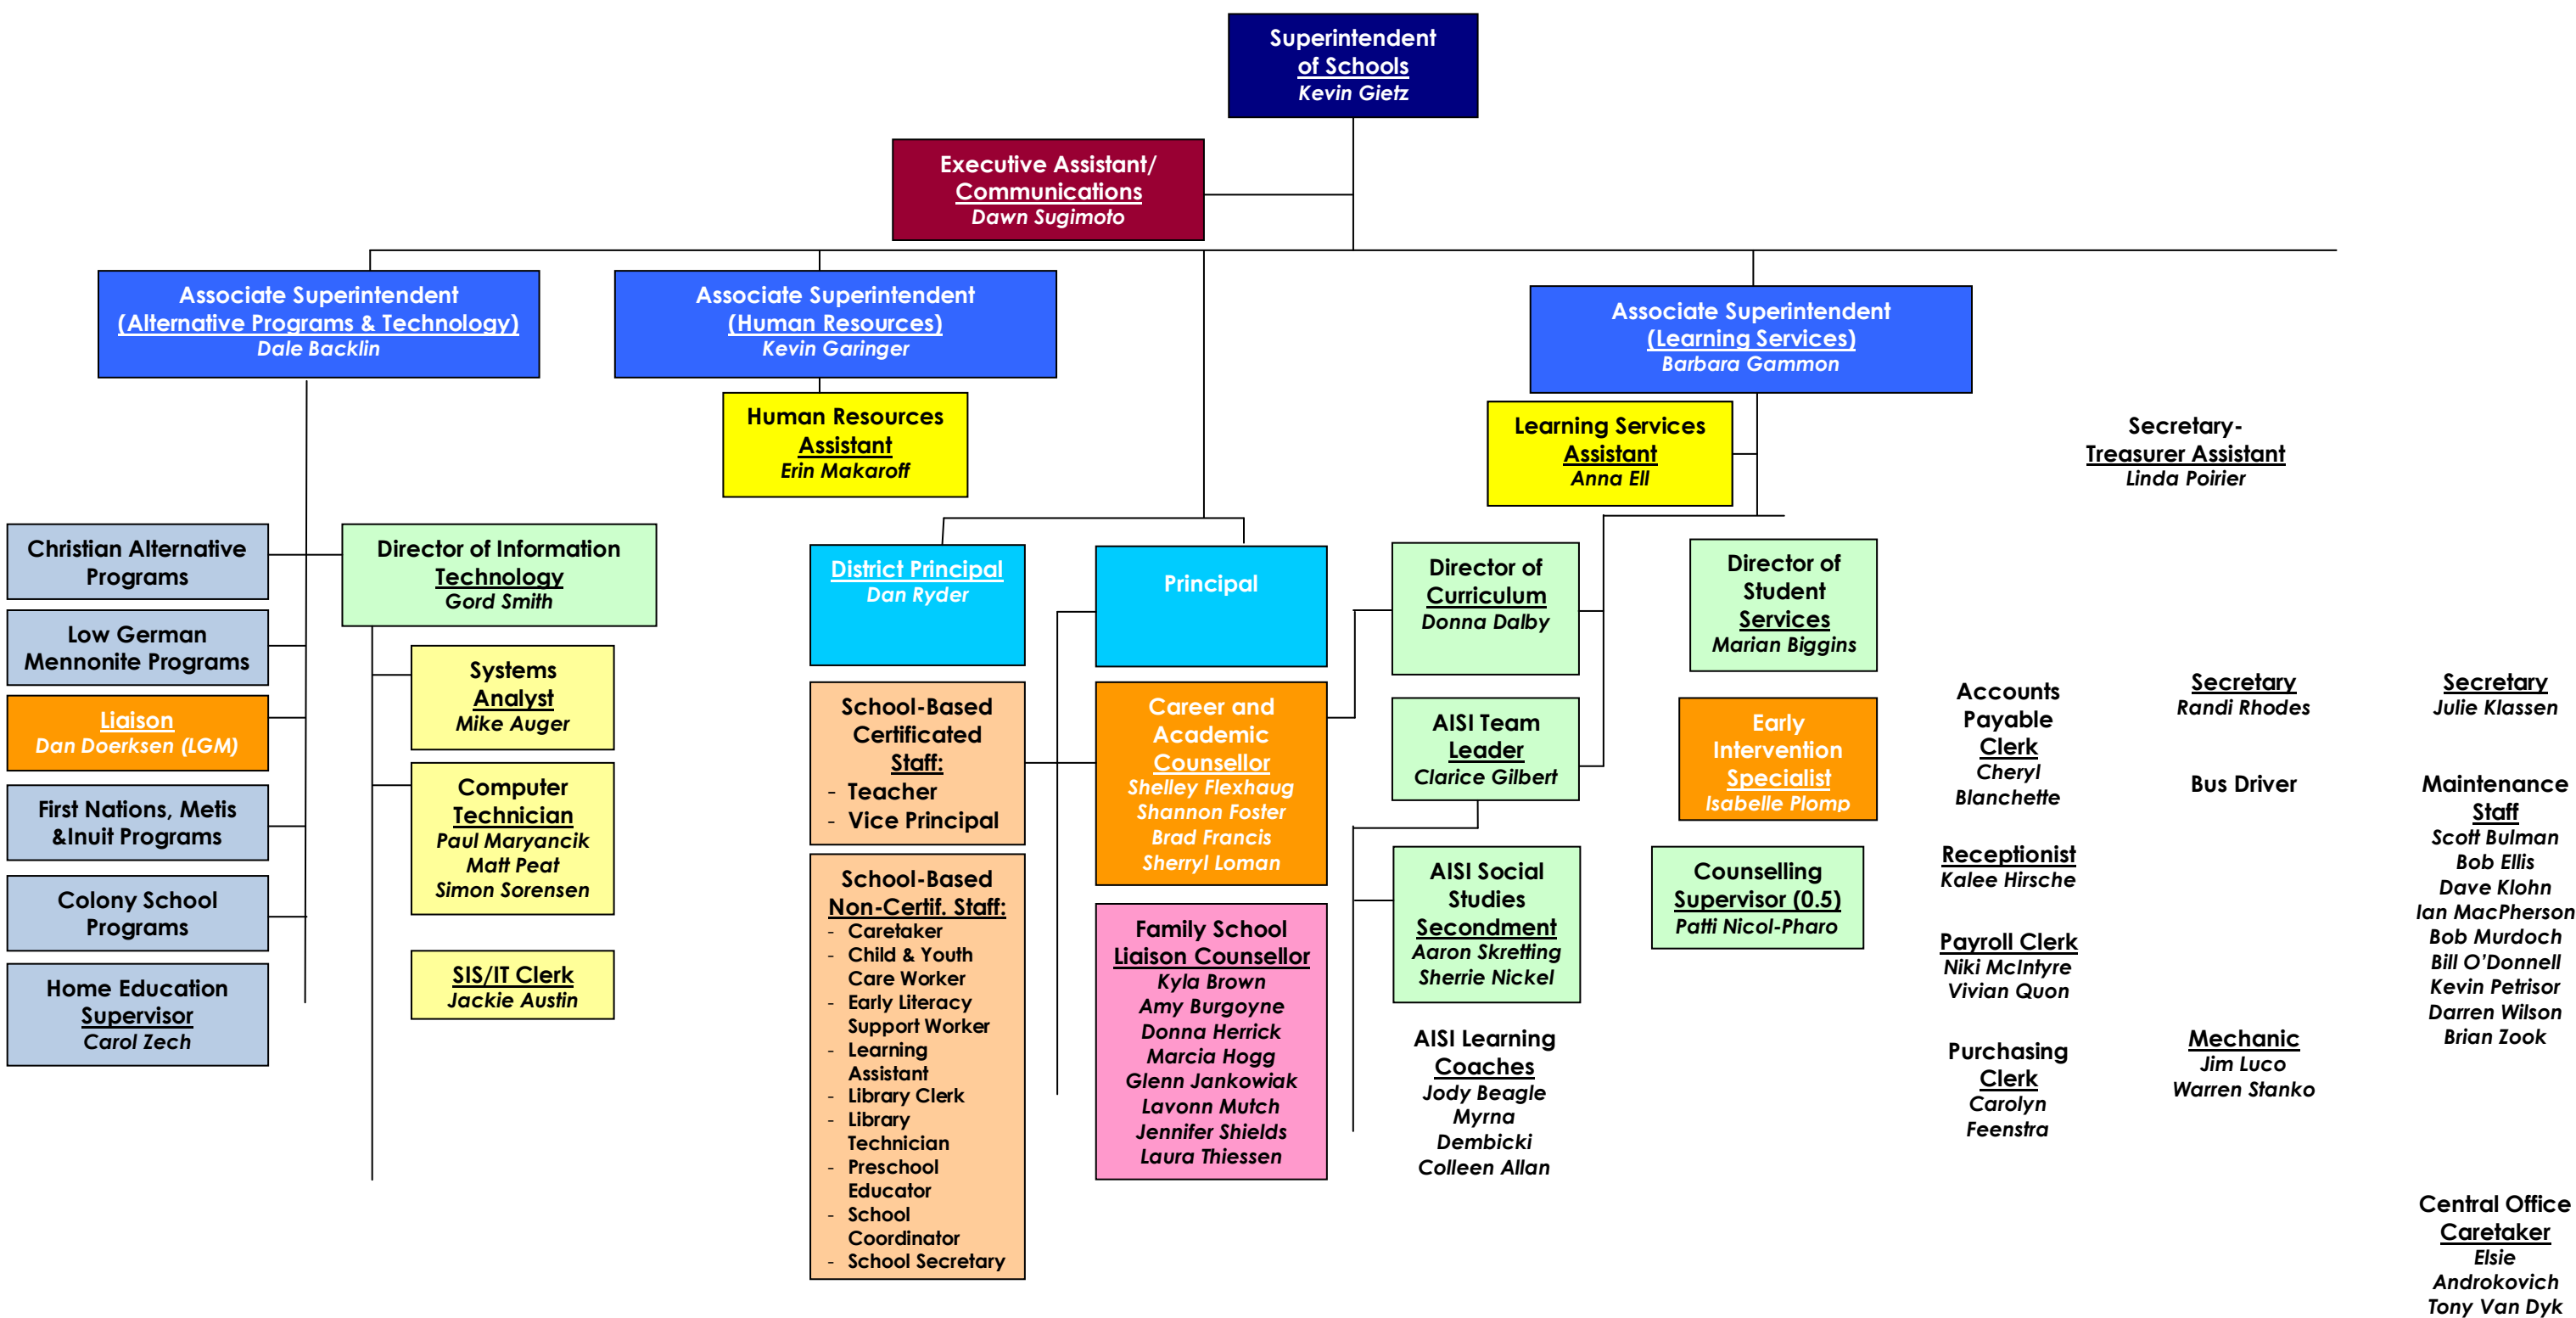 Superintendent
of Schools
Kevin Gietz
Executive Assistant/
Communications
Dawn Sugimoto
Associate Superintendent
(Alternative Programs & Technology)
Dale Backlin
Associate Superintendent
(Human Resources)
Kevin Garinger
Associate Superintendent
(Learning Services)
Barbara Gammon
Human Resources
Assistant
Erin Makaroff
Learning Services
Assistant
Anna Ell
Secretary-
Treasurer Assistant
Linda Poirier
Christian Alternative
Programs
Low German
Mennonite Programs
Liaison
Dan Doerksen (LGM)
First Nations, Metis
&Inuit Programs
Colony School
Programs
Home Education
Supervisor
Carol Zech
Director of Information
Technology
Gord Smith
Systems
Analyst
Mike Auger
Computer
Technician
Paul Maryancik
Matt Peat
Simon Sorensen
SIS/IT Clerk
Jackie Austin
District Principal
Dan Ryder
School-Based
Certificated
Staff:
- Teacher
- Vice Principal
School-Based
Non-Certif. Staff:
- Caretaker
- Child & Youth
Care Worker
- Early Literacy
Support Worker
- Learning
Assistant
- Library Clerk
- Library
Technician
- Preschool
Educator
- School
Coordinator
- School Secretary
Principal
Career and
Academic
Counsellor
Shelley Flexhaug
Shannon Foster
Brad Francis
Sherryl Loman
Family School
Liaison Counsellor
Kyla Brown
Amy Burgoyne
Donna Herrick
Marcia Hogg
Glenn Jankowiak
Lavonn Mutch
Jennifer Shields
Laura Thiessen
Director of
Curriculum
Donna Dalby
AISI Team
Leader
Clarice Gilbert
AISI Social
Studies
Secondment
Aaron Skretting
Sherrie Nickel
AISI Learning
Coaches
Jody Beagle
Myrna
Dembicki
Colleen Allan
Director of
Student
Services
Marian Biggins
Early
Intervention
Specialist
Isabelle Plomp
Counselling
Supervisor (0.5)
Patti Nicol-Pharo
Accounts
Payable
Clerk
Cheryl
Blanchette
Receptionist
Kalee Hirsche
Payroll Clerk
Niki McIntyre
Vivian Quon
Purchasing
Clerk
Carolyn
Feenstra
Secretary
Randi Rhodes
Bus Driver
Mechanic
Jim Luco
Warren Stanko
Secretary
Julie Klassen
Maintenance
Staff
Scott Bulman
Bob Ellis
Dave Klohn
Ian MacPherson
Bob Murdoch
Bill O'Donnell
Kevin Petrisor
Darren Wilson
Brian Zook
Central Office
Caretaker
Elsie
Androkovich
Tony Van Dyk